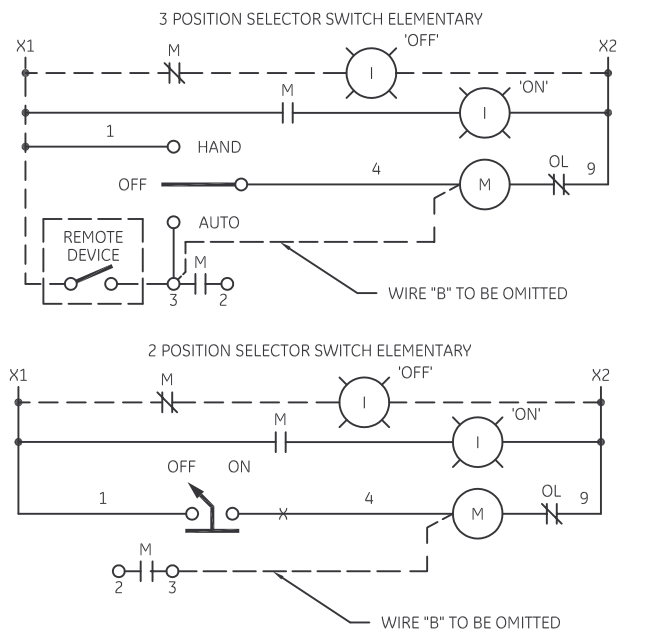 3 POSITION SELECTOR SWITCH ELEMENTARY
X1 M 'OFF' X2
I
M 'ON'
I
1
HAND
OFF 4 M OL 9
AUTO
REMOTE
DEVICE
M
3 2
WIRE "B" TO BE OMITTED
2 POSITION SELECTOR SWITCH ELEMENTARY
X1 M 'OFF' X2
I
M 'ON'
I
OFF ON
1 X 4 M OL 9
M
2 3
WIRE "B" TO BE OMITTED